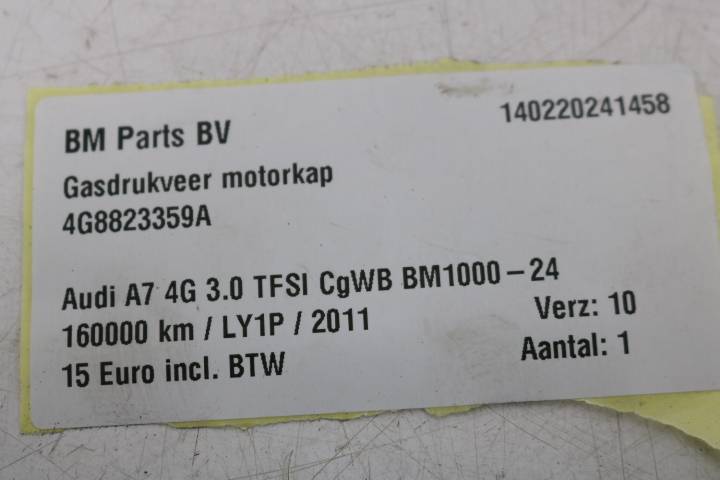 BM Parts BV 140220241458
Gasdrukveer motorkap
4G8823359A
Audi A7 4G 3.0 TFSI CgWB BM1000-24
160000 km / LY1P / 2011 Verz: 10
15 Euro incl. BTW Aantal: 1